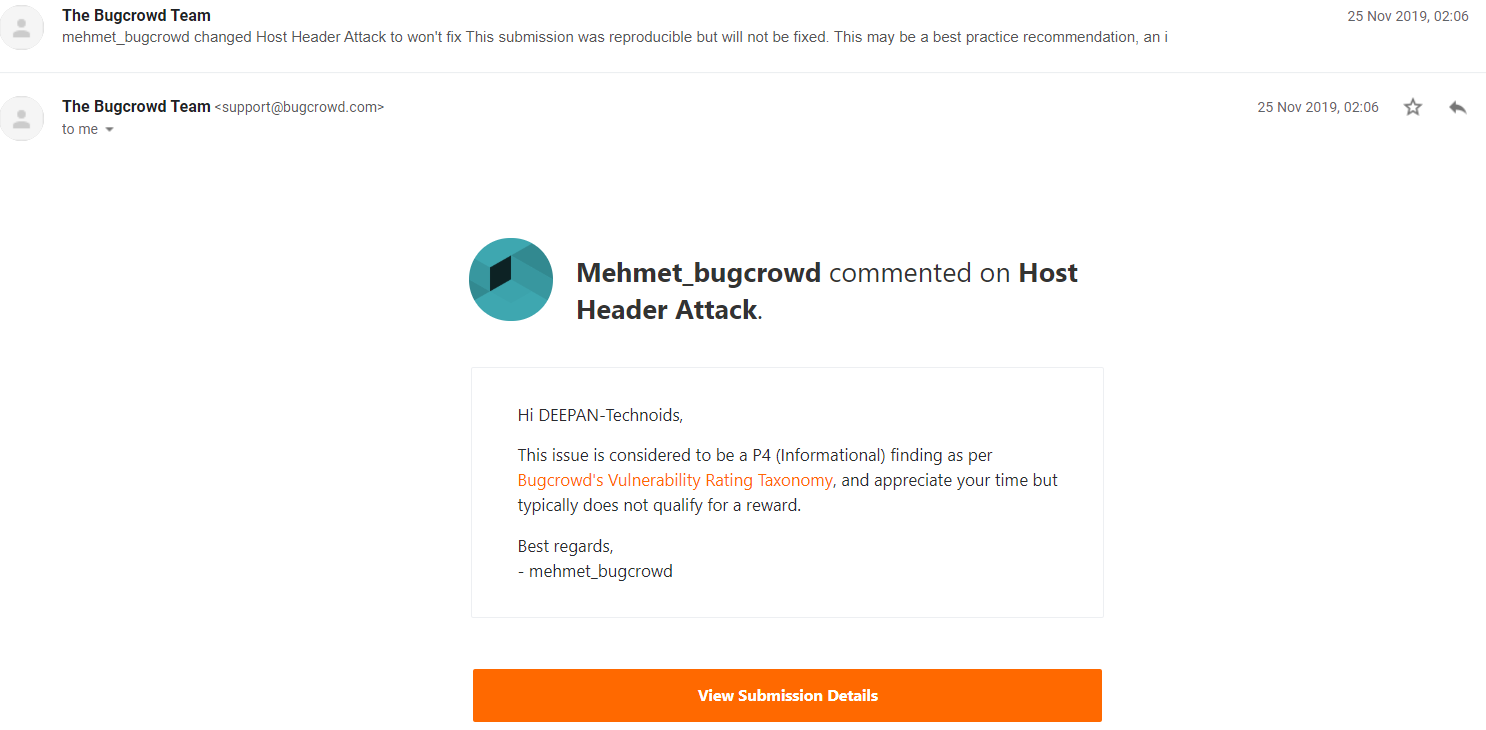 The Bugcrowd Team 25 Nov 2019, 02:06
mehmet_bugcrowd changed Host Header Attack to won't fix This submission was reproducible but will not be fixed. This may be a best practice recommendation, an i
The Bugcrowd Team <support@bugcrowd.com> 25 Nov 2019, 02:06
to me
Mehmet_bugcrowd commented on Host
Header Attack.
Hi DEEPAN-Technoids,
This issue is considered to be a P4 (Informational) finding as per
Bugcrowd's Vulnerability Rating Taxonomy, and appreciate your time but
typically does not qualify for a reward.
Best regards,
- mehmet_bugcrowd
View Submission Details